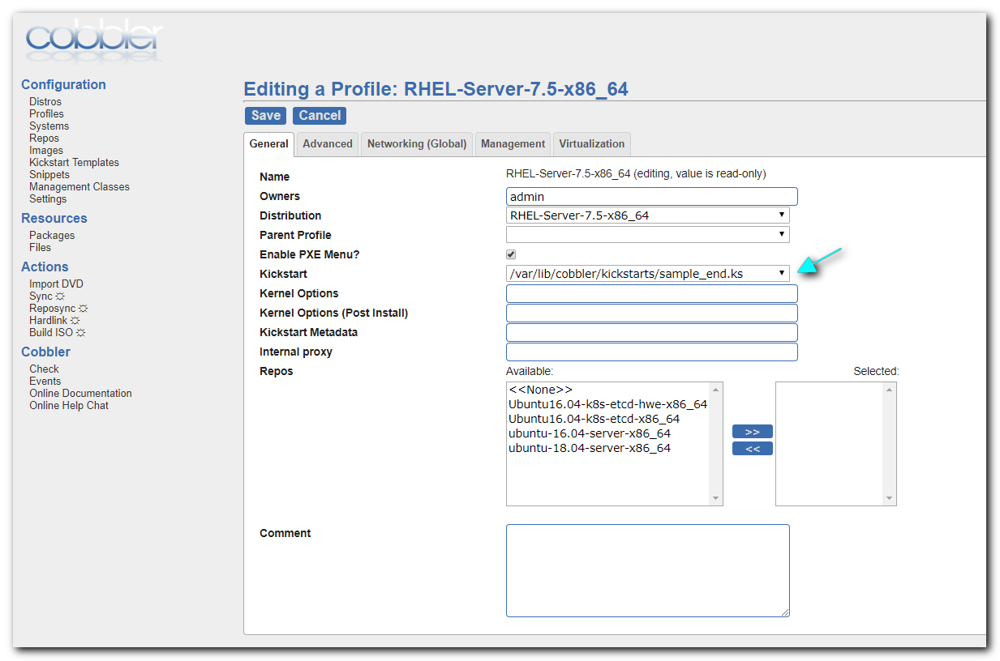 cobbler
Configuration
Distros
Profiles
Systems
Repos
Images
Kickstart Templates
Snippets
Management Classes
Settings
Resources
Packages
Files
Actions
Import DVD
Sync
Reposync
Hardlink
Build ISO
Cobbler
Check
Events
Online Documentation
Online Help Chat
Editing a Profile: RHEL-Server-7.5-x86_64
Save Cancel
General Advanced Networking (Global) Management Virtualization
Name RHEL-Server-7.5-x86_64 (editing, value is read-only)
Owners admin
Distribution RHEL-Server-7.5-x86_64
Parent Profile
Enable PXE Menu?
Kickstart /var/lib/cobbler/kickstarts/sample_end.ks
Kernel Options
Kernel Options (Post Install)
Kickstart Metadata
Internal proxy
Repos Available: Selected:
<<None>>
Ubuntu16.04-k8s-etcd-hwe-x86_64
Ubuntu16.04-k8s-etcd-x86_64
ubuntu-16.04-server-x86_64
ubuntu-18.04-server-x86_64
>>
<<
Comment